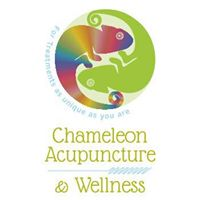 For Treatments as unique as you are
Chameleon
Acupuncture
& Wellness